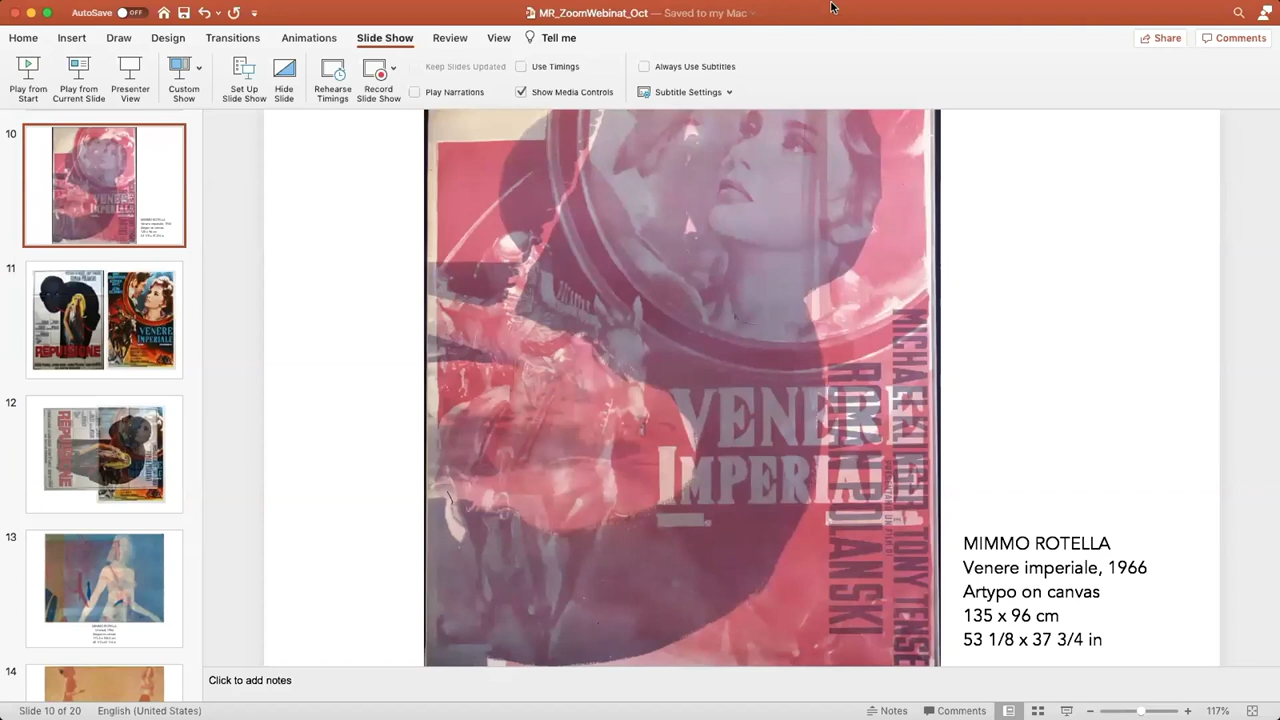 AutoSave OFF
MR_ZoomWebinat_Oct — Saved to my Mac
Home Insert Draw Design Transitions Animations Slide Show Review View Tell me
Share Comments
Play from Start
Play from Current Slide
Presenter View
Custom Show
Set Up Slide Show
Hide Slide
Rehearse Timings
Record Slide Show
Keep Slides Updated
Play Narrations
Use Timings
Show Media Controls
Always Use Subtitles
Subtitle Settings
10
11
REPULSIONE
VENERE
IMPERIALE
12
13
14
VENERE
IMPERIA
ROMAN POLANSKI
MICHAEL
TONY TENSE
MIMMO ROTELLA
Venere imperiale, 1966
Artypo on canvas
135 x 96 cm
53 1/8 x 37 3/4 in
Click to add notes
Slide 10 of 20
English (United States)
Notes
Comments
117%